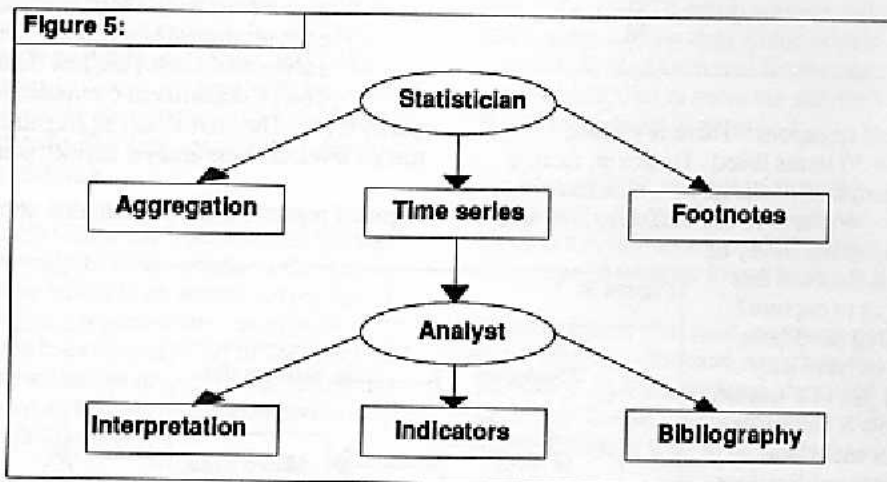 Figure 5:
Statistician
Aggregation
Time series
Footnotes
Analyst
Interpretation
Indicators
Bibliography